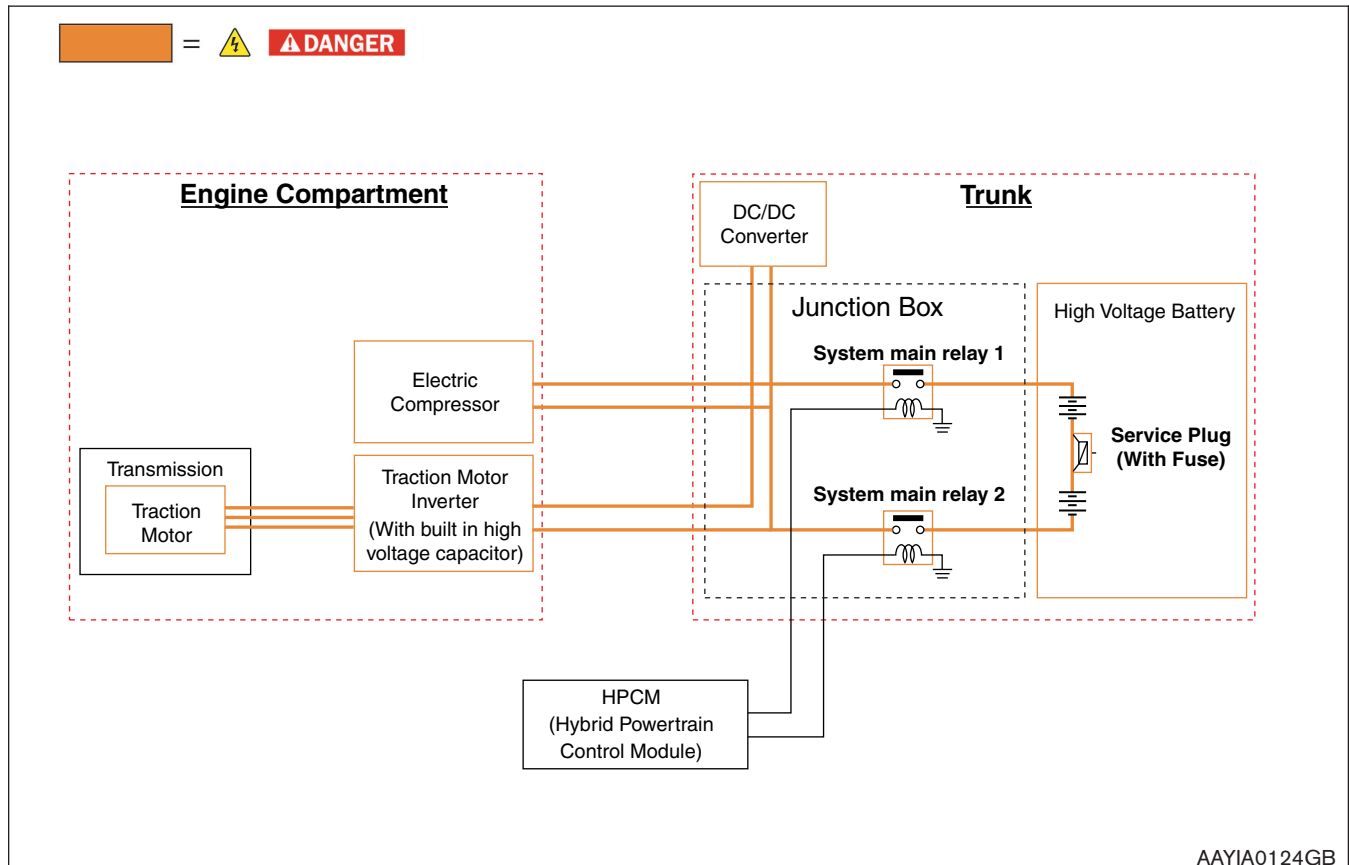 = DANGER
Engine Compartment
Trunk
DC/DC
Converter
Junction Box
High Voltage Battery
System main relay 1
Electric
Compressor
Service Plug
(With Fuse)
Transmission
Traction
Motor
Traction Motor
Inverter
(With built in high
voltage capacitor)
System main relay 2
HPCM
(Hybrid Powertrain
Control Module)
AAYIA0124GB